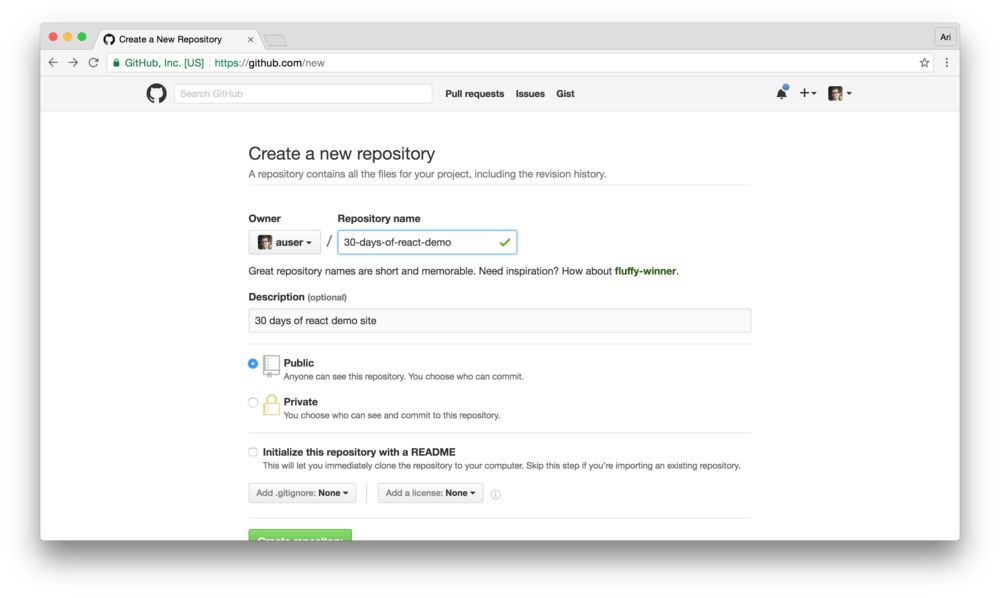 Create a New Repository
Ari
GitHub, Inc. [US] https://github.com/new
Search GitHub Pull requests Issues Gist
Create a new repository
A repository contains all the files for your project, including the revision history.
Owner Repository name
auser / 30-days-of-react-demo
Great repository names are short and memorable. Need inspiration? How about fluffy-winner.
Description (optional)
30 days of react demo site
Public
Anyone can see this repository. You choose who can commit.
Private
You choose who can see and commit to this repository.
Initialize this repository with a README
This will let you immediately clone the repository to your computer. Skip this step if you’re importing an existing repository.
Add .gitignore: None Add a license: None
Create repository